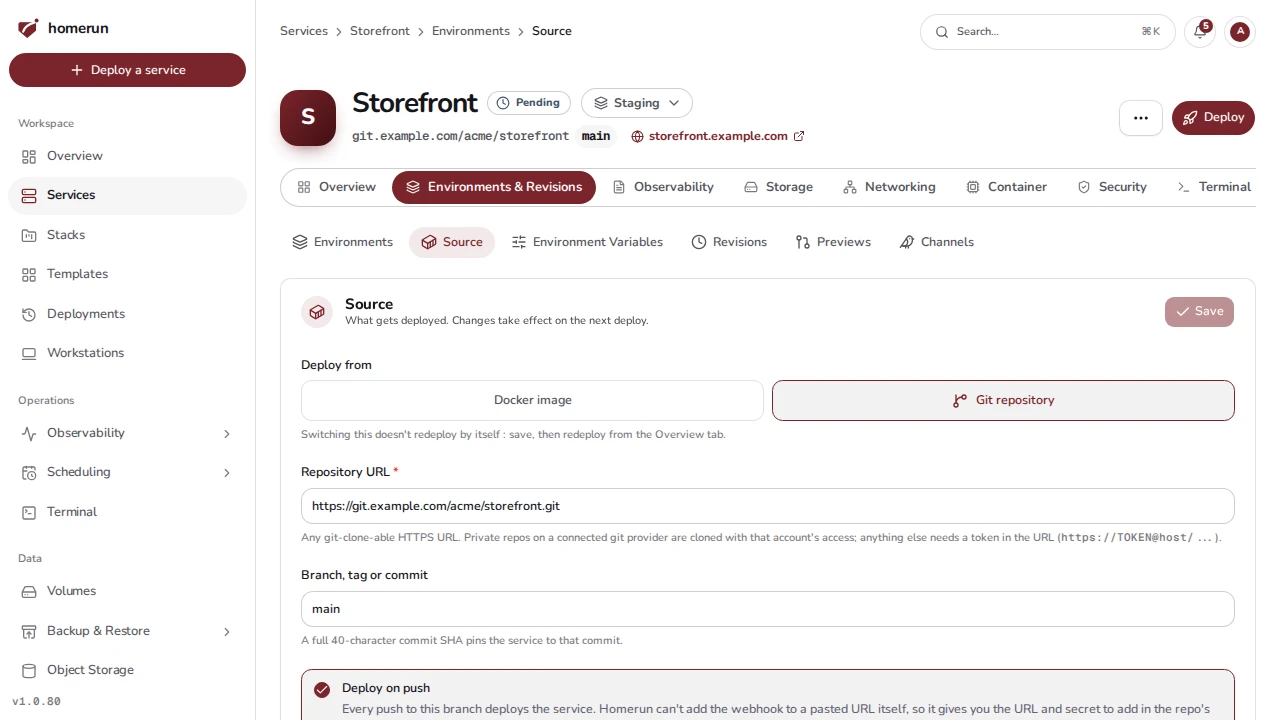 homerun
Deploy a service
Workspace
Overview
Services
Stacks
Templates
Deployments
Workstations
Operations
Observability
Scheduling
Terminal
Data
Volumes
Backup & Restore
Object Storage
v1.0.80
Services > Storefront > Environments > Source
Search... ⌘K
5
A
S
Storefront
Pending
Staging
git.example.com/acme/storefront main storefront.example.com
Deploy
Overview
Environments & Revisions
Observability
Storage
Networking
Container
Security
Terminal
Environments
Source
Environment Variables
Revisions
Previews
Channels
Source
What gets deployed. Changes take effect on the next deploy.
Save
Deploy from
Docker image
Git repository
Switching this doesn't redeploy by itself : save, then redeploy from the Overview tab.
Repository URL *
https://git.example.com/acme/storefront.git
Any git-clone-able HTTPS URL. Private repos on a connected git provider are cloned with that account's access; anything else needs a token in the URL (https://TOKEN@host/...).
Branch, tag or commit
main
A full 40-character commit SHA pins the service to that commit.
Deploy on push
Every push to this branch deploys the service. Homerun can't add the webhook to a pasted URL itself, so it gives you the URL and secret to add in the repo's